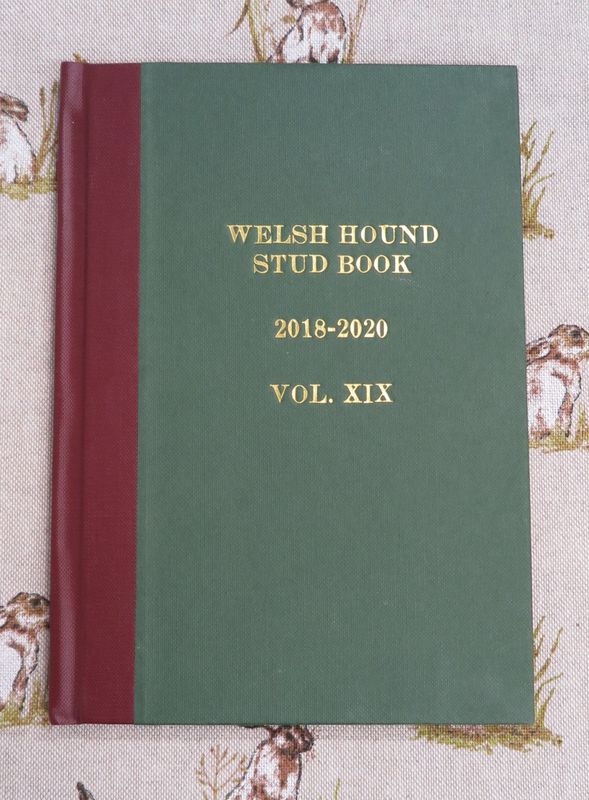 WELSH HOUND
STUD BOOK
2018-2020
VOL. XIX